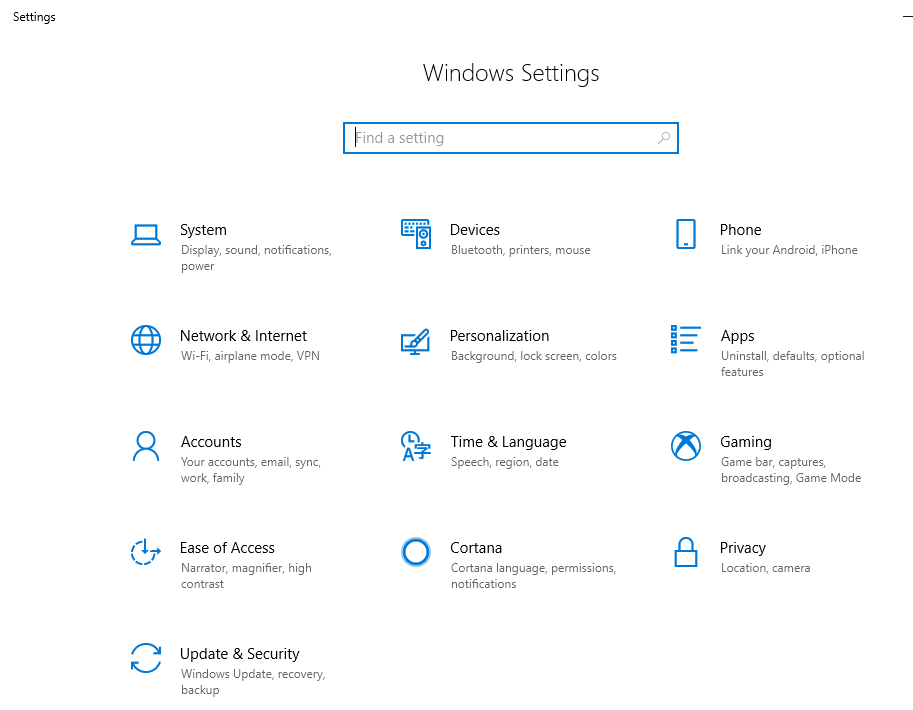 Settings
Windows Settings
Find a setting
System
Display, sound, notifications,
power
Devices
Bluetooth, printers, mouse
Phone
Link your Android, iPhone
Network & Internet
Wi-Fi, airplane mode, VPN
Personalization
Background, lock screen, colors
Apps
Uninstall, defaults, optional
features
Accounts
Your accounts, email, sync,
work, family
Time & Language
Speech, region, date
Gaming
Game bar, captures,
broadcasting, Game Mode
Ease of Access
Narrator, magnifier, high
contrast
Cortana
Cortana language, permissions,
notifications
Privacy
Location, camera
Update & Security
Windows Update, recovery,
backup